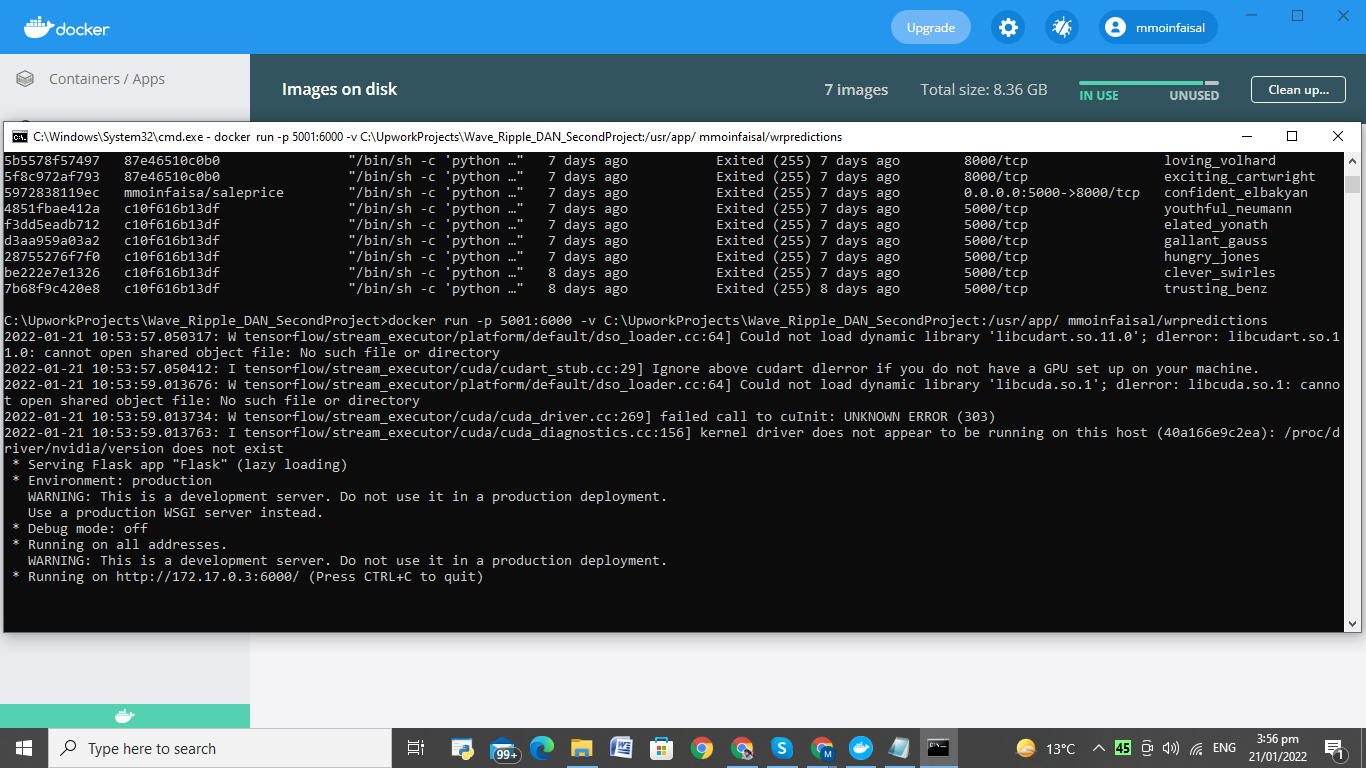 docker
Upgrade
mmoinfaisal
Containers / Apps
Images on disk
7 images
Total size: 8.36 GB
IN USE
UNUSED
Clean up...
C:\Windows\System32\cmd.exe - docker run -p 5001:6000 -v C:\UpworkProjects\Wave_Ripple_DAN_SecondProject:/usr/app/ mmoinfaisal/wrpredictions
5b5578f57497 87e46510c0b0 "/bin/sh -c 'python …" 7 days ago Exited (255) 7 days ago 8000/tcp loving_volhard
5f8c972af793 87e46510c0b0 "/bin/sh -c 'python …" 7 days ago Exited (255) 7 days ago 8000/tcp exciting_cartwright
5972838119ec mmoinfaisa/saleprice "/bin/sh -c 'python …" 7 days ago Exited (255) 7 days ago 0.0.0.0:5000->8000/tcp confident_elbakyan
4851fbae412a c10f616b13df "/bin/sh -c 'python …" 7 days ago Exited (255) 7 days ago 5000/tcp youthful_neumann
f3dd5eadb712 c10f616b13df "/bin/sh -c 'python …" 7 days ago Exited (255) 7 days ago 5000/tcp elated_yonath
d3aa959a03a2 c10f616b13df "/bin/sh -c 'python …" 7 days ago Exited (255) 7 days ago 5000/tcp gallant_gauss
28755276f7f0 c10f616b13df "/bin/sh -c 'python …" 7 days ago Exited (255) 7 days ago 5000/tcp hungry_jones
be222e7e1326 c10f616b13df "/bin/sh -c 'python …" 8 days ago Exited (255) 7 days ago 5000/tcp clever_swirles
7b68f9c420e8 c10f616b13df "/bin/sh -c 'python …" 8 days ago Exited (255) 8 days ago 5000/tcp trusting_benz
C:\UpworkProjects\Wave_Ripple_DAN_SecondProject>docker run -p 5001:6000 -v C:\UpworkProjects\Wave_Ripple_DAN_SecondProject:/usr/app/ mmoinfaisal/wrpredictions
2022-01-21 10:53:57.050317: W tensorflow/stream_executor/platform/default/dso_loader.cc:64] Could not load dynamic library 'libcudart.so.11.0'; dlerror: libcudart.so.1
1.0: cannot open shared object file: No such file or directory
2022-01-21 10:53:57.050412: I tensorflow/stream_executor/cuda/cudart_stub.cc:29] Ignore above cudart dlerror if you do not have a GPU set up on your machine.
2022-01-21 10:53:59.013676: W tensorflow/stream_executor/platform/default/dso_loader.cc:64] Could not load dynamic library 'libcuda.so.1'; dlerror: libcuda.so.1: canno
t open shared object file: No such file or directory
2022-01-21 10:53:59.013734: W tensorflow/stream_executor/cuda/cuda_driver.cc:269] failed call to cuInit: UNKNOWN ERROR (303)
2022-01-21 10:53:59.013763: I tensorflow/stream_executor/cuda/cuda_diagnostics.cc:156] kernel driver does not appear to be running on this host (40a166e9c2ea): /proc/d
river/nvidia/version does not exist
* Serving Flask app "Flask" (lazy loading)
* Environment: production
WARNING: This is a development server. Do not use it in a production deployment.
Use a production WSGI server instead.
* Debug mode: off
* Running on all addresses.
WARNING: This is a development server. Do not use it in a production deployment.
* Running on http://172.17.0.3:6000/ (Press CTRL+C to quit)
Type here to search
99+
W
S
M
13°C
45
ENG
3:56 pm
21/01/2022
1